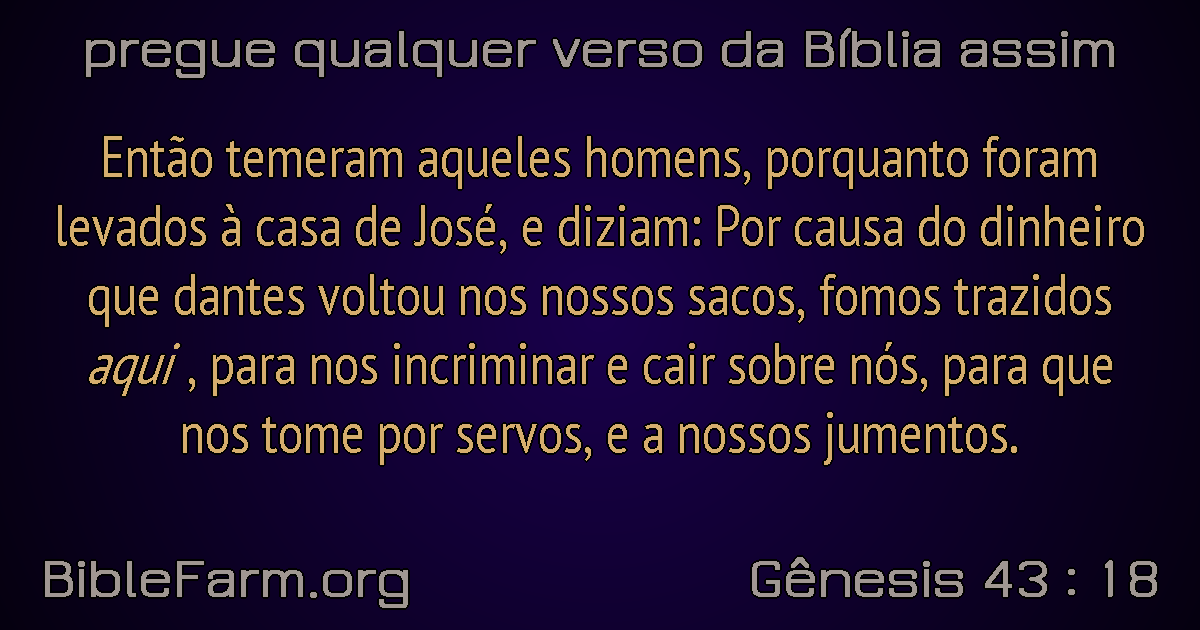 pregue qualquer verso da Bíblia assim
Então temeram aqueles homens, porquanto foram
levados à casa de José, e diziam: Por causa do dinheiro
que dantes voltou nos nossos sacos, fomos trazidos
aqui , para nos incriminar e cair sobre nós, para que
nos tome por servos, e a nossos jumentos.
BibleFarm.org
Gênesis 43 : 18